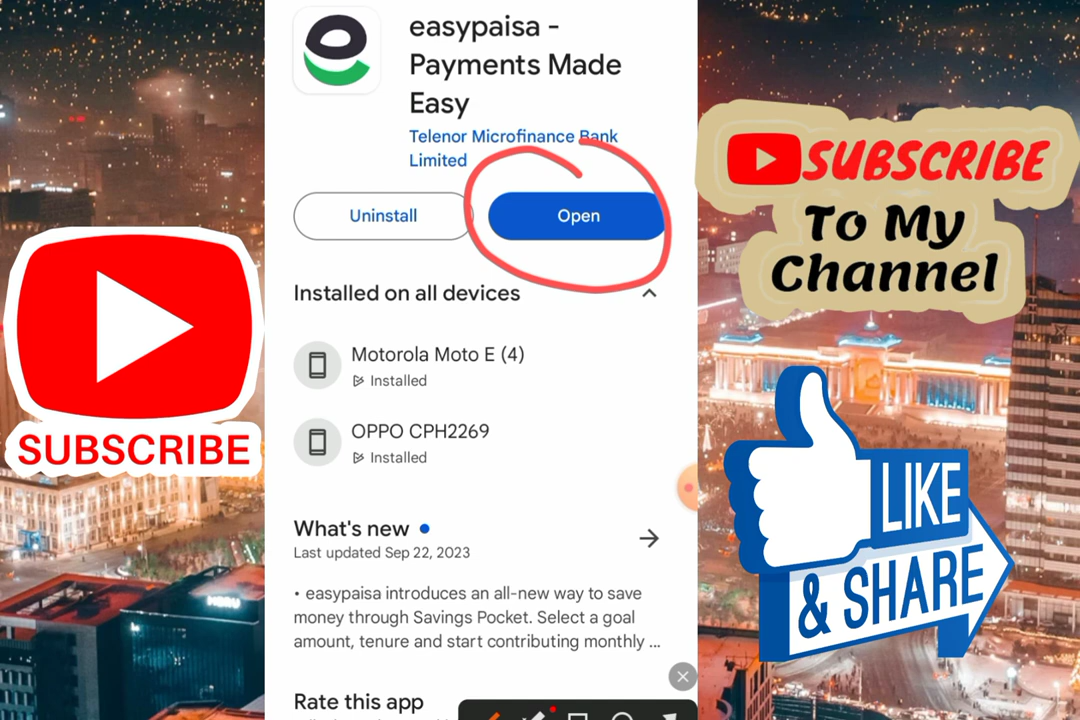 easypaisa -
Payments Made
Easy
Telenor Microfinance Bank
Limited
Uninstall
Open
Installed on all devices
Motorola Moto E (4)
Installed
OPPO CPH2269
Installed
What's new
Last updated Sep 22, 2023
• easypaisa introduces an all-new way to save
money through Savings Pocket. Select a goal
amount, tenure and start contributing monthly ...
Rate this app
SUBSCRIBE
SUBSCRIBE
To My
Channel
LIKE
& SHARE